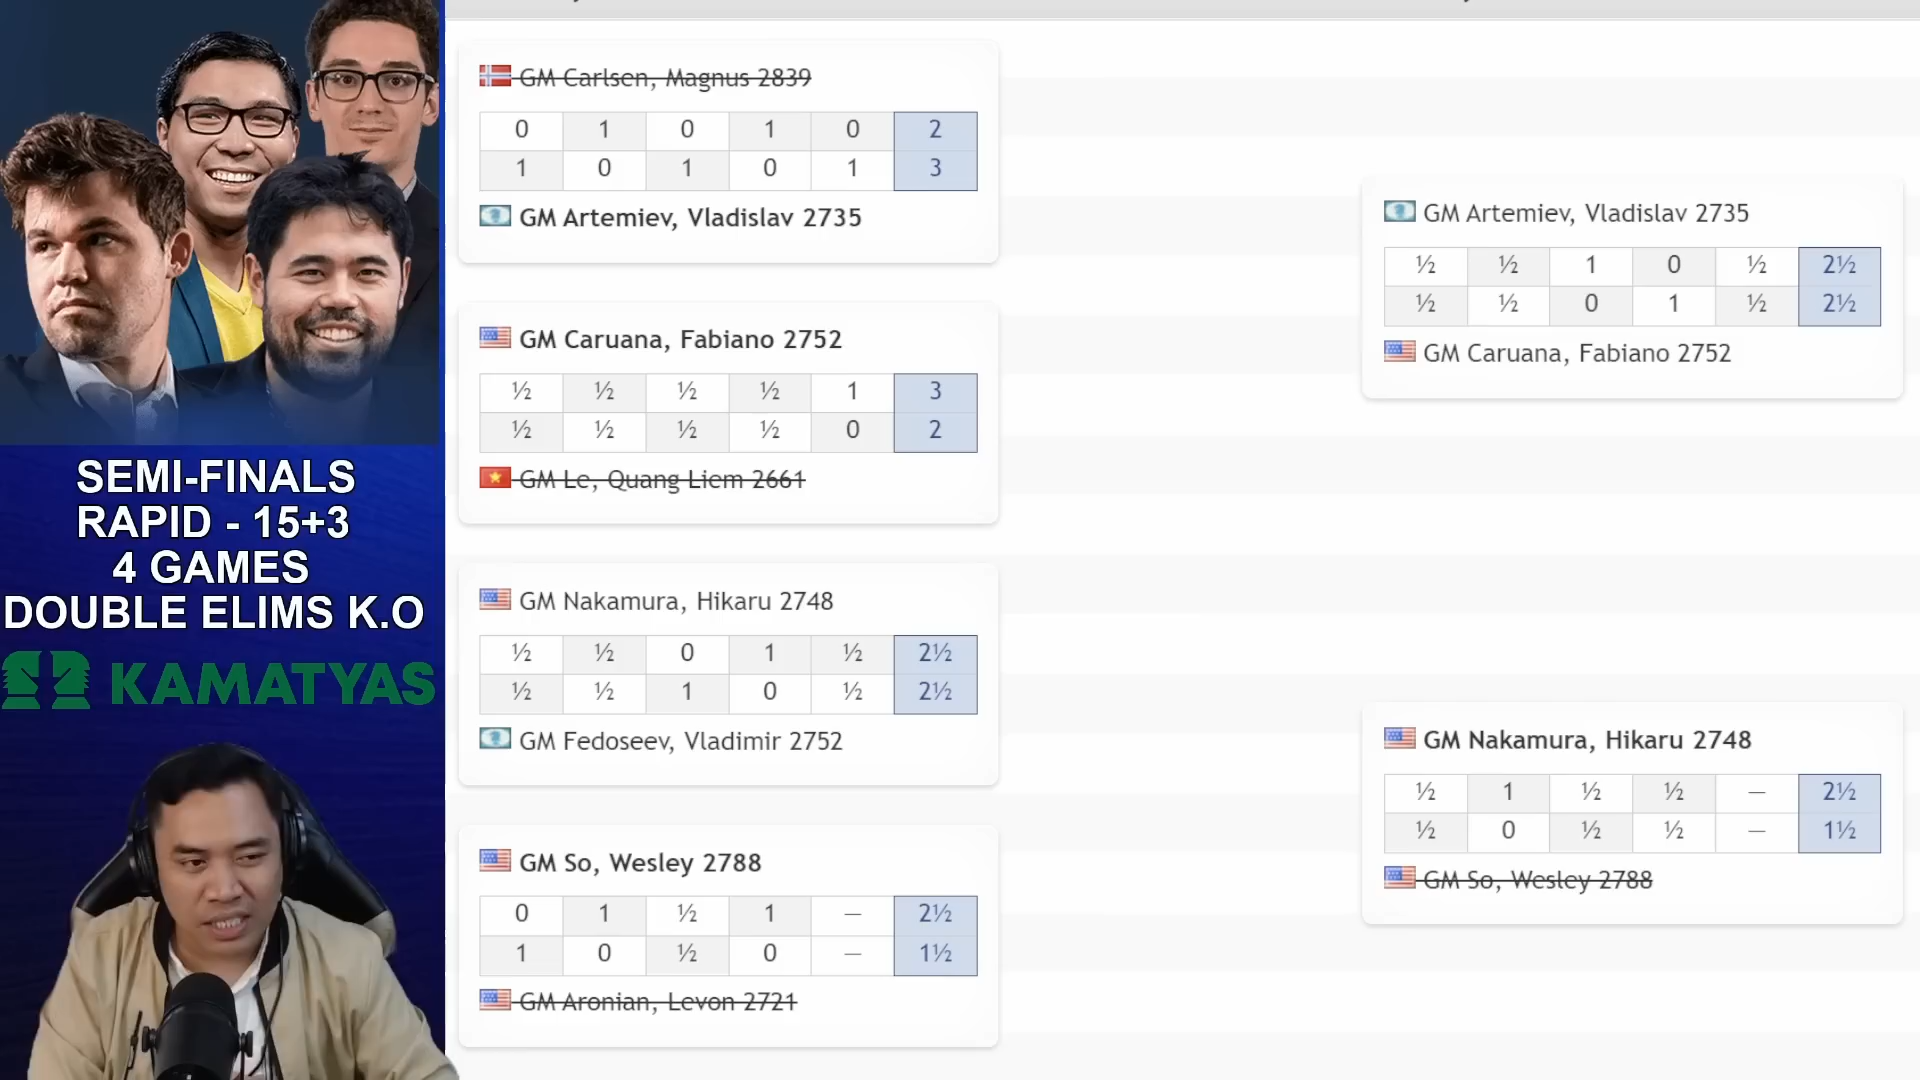 SEMI-FINALS
RAPID - 15+3
4 GAMES
DOUBLE ELIMS K.O
KAMATYAS
GM Carlsen, Magnus 2839
0 1 0 1 0 2
1 0 1 0 1 3
GM Artemiev, Vladislav 2735
GM Caruana, Fabiano 2752
½ ½ ½ ½ 1 3
½ ½ ½ ½ 0 2
GM Le, Quang Liem 2661
GM Nakamura, Hikaru 2748
½ ½ 0 1 ½ 2½
½ ½ 1 0 ½ 2½
GM Fedoseev, Vladimir 2752
GM So, Wesley 2788
0 1 ½ 1 — 2½
1 0 ½ 0 — 1½
GM Aronian, Levon 2721
GM Artemiev, Vladislav 2735
½ ½ 1 0 ½ 2½
½ ½ 0 1 ½ 2½
GM Caruana, Fabiano 2752
GM Nakamura, Hikaru 2748
½ 1 ½ ½ — 2½
½ 0 ½ ½ — 1½
GM So, Wesley 2788